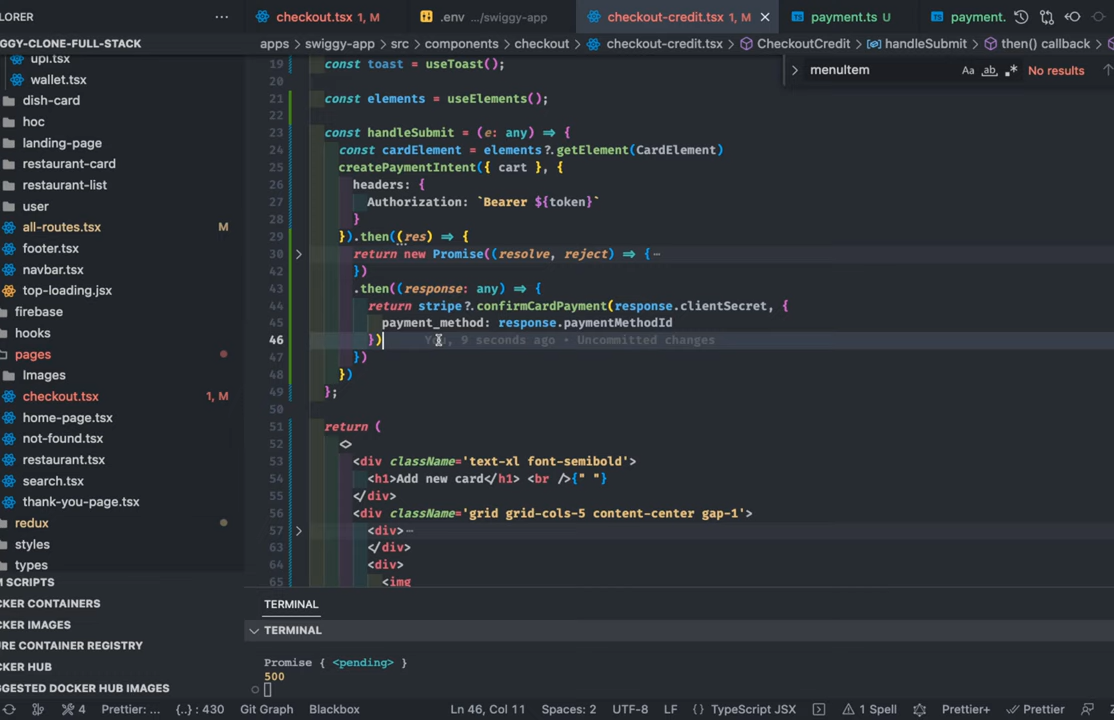 LORER ···
checkout.tsx 1, M
.env .../swiggy-app
checkout-credit.tsx 1, M
payment.ts U
payment.
GGY-CLONE-FULL-STACK
apps > swiggy-app > src > components > checkout > checkout-credit.tsx > CheckoutCredit > handleSubmit > then() callback
menuItem
Aa ab .* No results
upi.tsx
wallet.tsx
dish-card
hoc
landing-page
restaurant-card
restaurant-list
user
all-routes.tsx M
footer.tsx
navbar.tsx
top-loading.jsx
firebase
hooks
pages
Images
checkout.tsx 1, M
home-page.tsx
not-found.tsx
restaurant.tsx
search.tsx
thank-you-page.tsx
redux
styles
types
M SCRIPTS
CKER CONTAINERS
CKER IMAGES
URE CONTAINER REGISTRY
CKER HUB
GGESTED DOCKER HUB IMAGES
19 const toast = useToast();
20
21 const elements = useElements();
22
23 const handleSubmit = (e: any) => {
24 const cardElement = elements?.getElement(CardElement)
25 createPaymentIntent({ cart }, {
26 headers: {
27 Authorization: `Bearer ${token}`
28 }
29 }).then((res) => {
30 return new Promise((resolve, reject) => {···
42 })
43 .then((response: any) => {
44 return stripe?.confirmCardPayment(response.clientSecret, {
45 payment_method: response.paymentMethodId
46 }) You, 9 seconds ago • Uncommitted changes
47 })
48 })
49 };
50
51 return (
52 <>
53 <div className='text-xl font-semibold'>
54 <h1>Add new card</h1> <br />{" "}
55 </div>
56 <div className='grid grid-cols-5 content-center gap-1'>
57 <div>···
63 </div>
64 <div>
65 <img
TERMINAL
TERMINAL
Promise { <pending> }
500
4 Prettier: ... {..} : 430 Git Graph Blackbox Ln 46, Col 11 Spaces: 2 UTF-8 LF {} TypeScript JSX 1 Spell Prettier+ Prettier